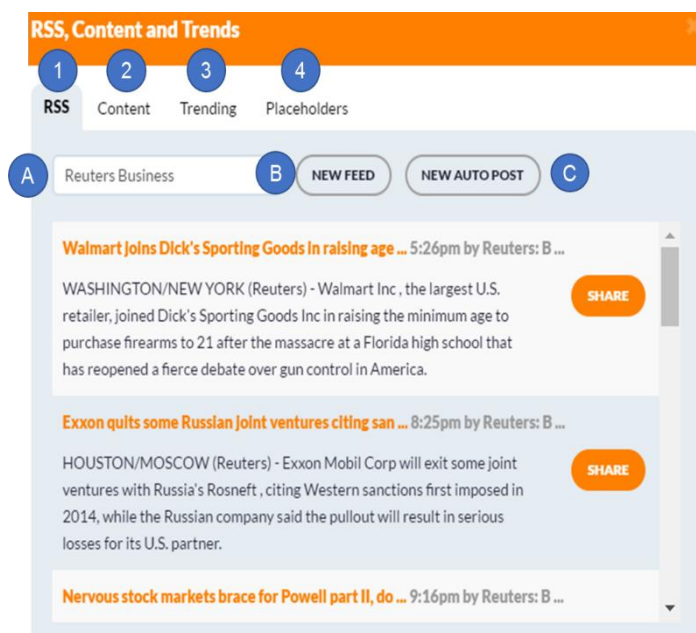 RSS, Content and Trends
1 2 3 4
RSS Content Trending Placeholders
A Reuters Business B NEW FEED NEW AUTO POST C
Walmart joins Dick's Sporting Goods in raising age ... 5:26pm by Reuters: B ...
WASHINGTON/NEW YORK (Reuters) - Walmart Inc , the largest U.S.
retailer, joined Dick's Sporting Goods Inc in raising the minimum age to
purchase firearms to 21 after the massacre at a Florida high school that
has reopened a fierce debate over gun control in America.
SHARE
Exxon quits some Russian joint ventures citing san ... 8:25pm by Reuters: B ...
HOUSTON/MOSCOW (Reuters) - Exxon Mobil Corp will exit some joint
ventures with Russia's Rosneft , citing Western sanctions first imposed in
2014, while the Russian company said the pullout will result in serious
losses for its U.S. partner.
SHARE
Nervous stock markets brace for Powell part II, do ... 9:16pm by Reuters: B ...